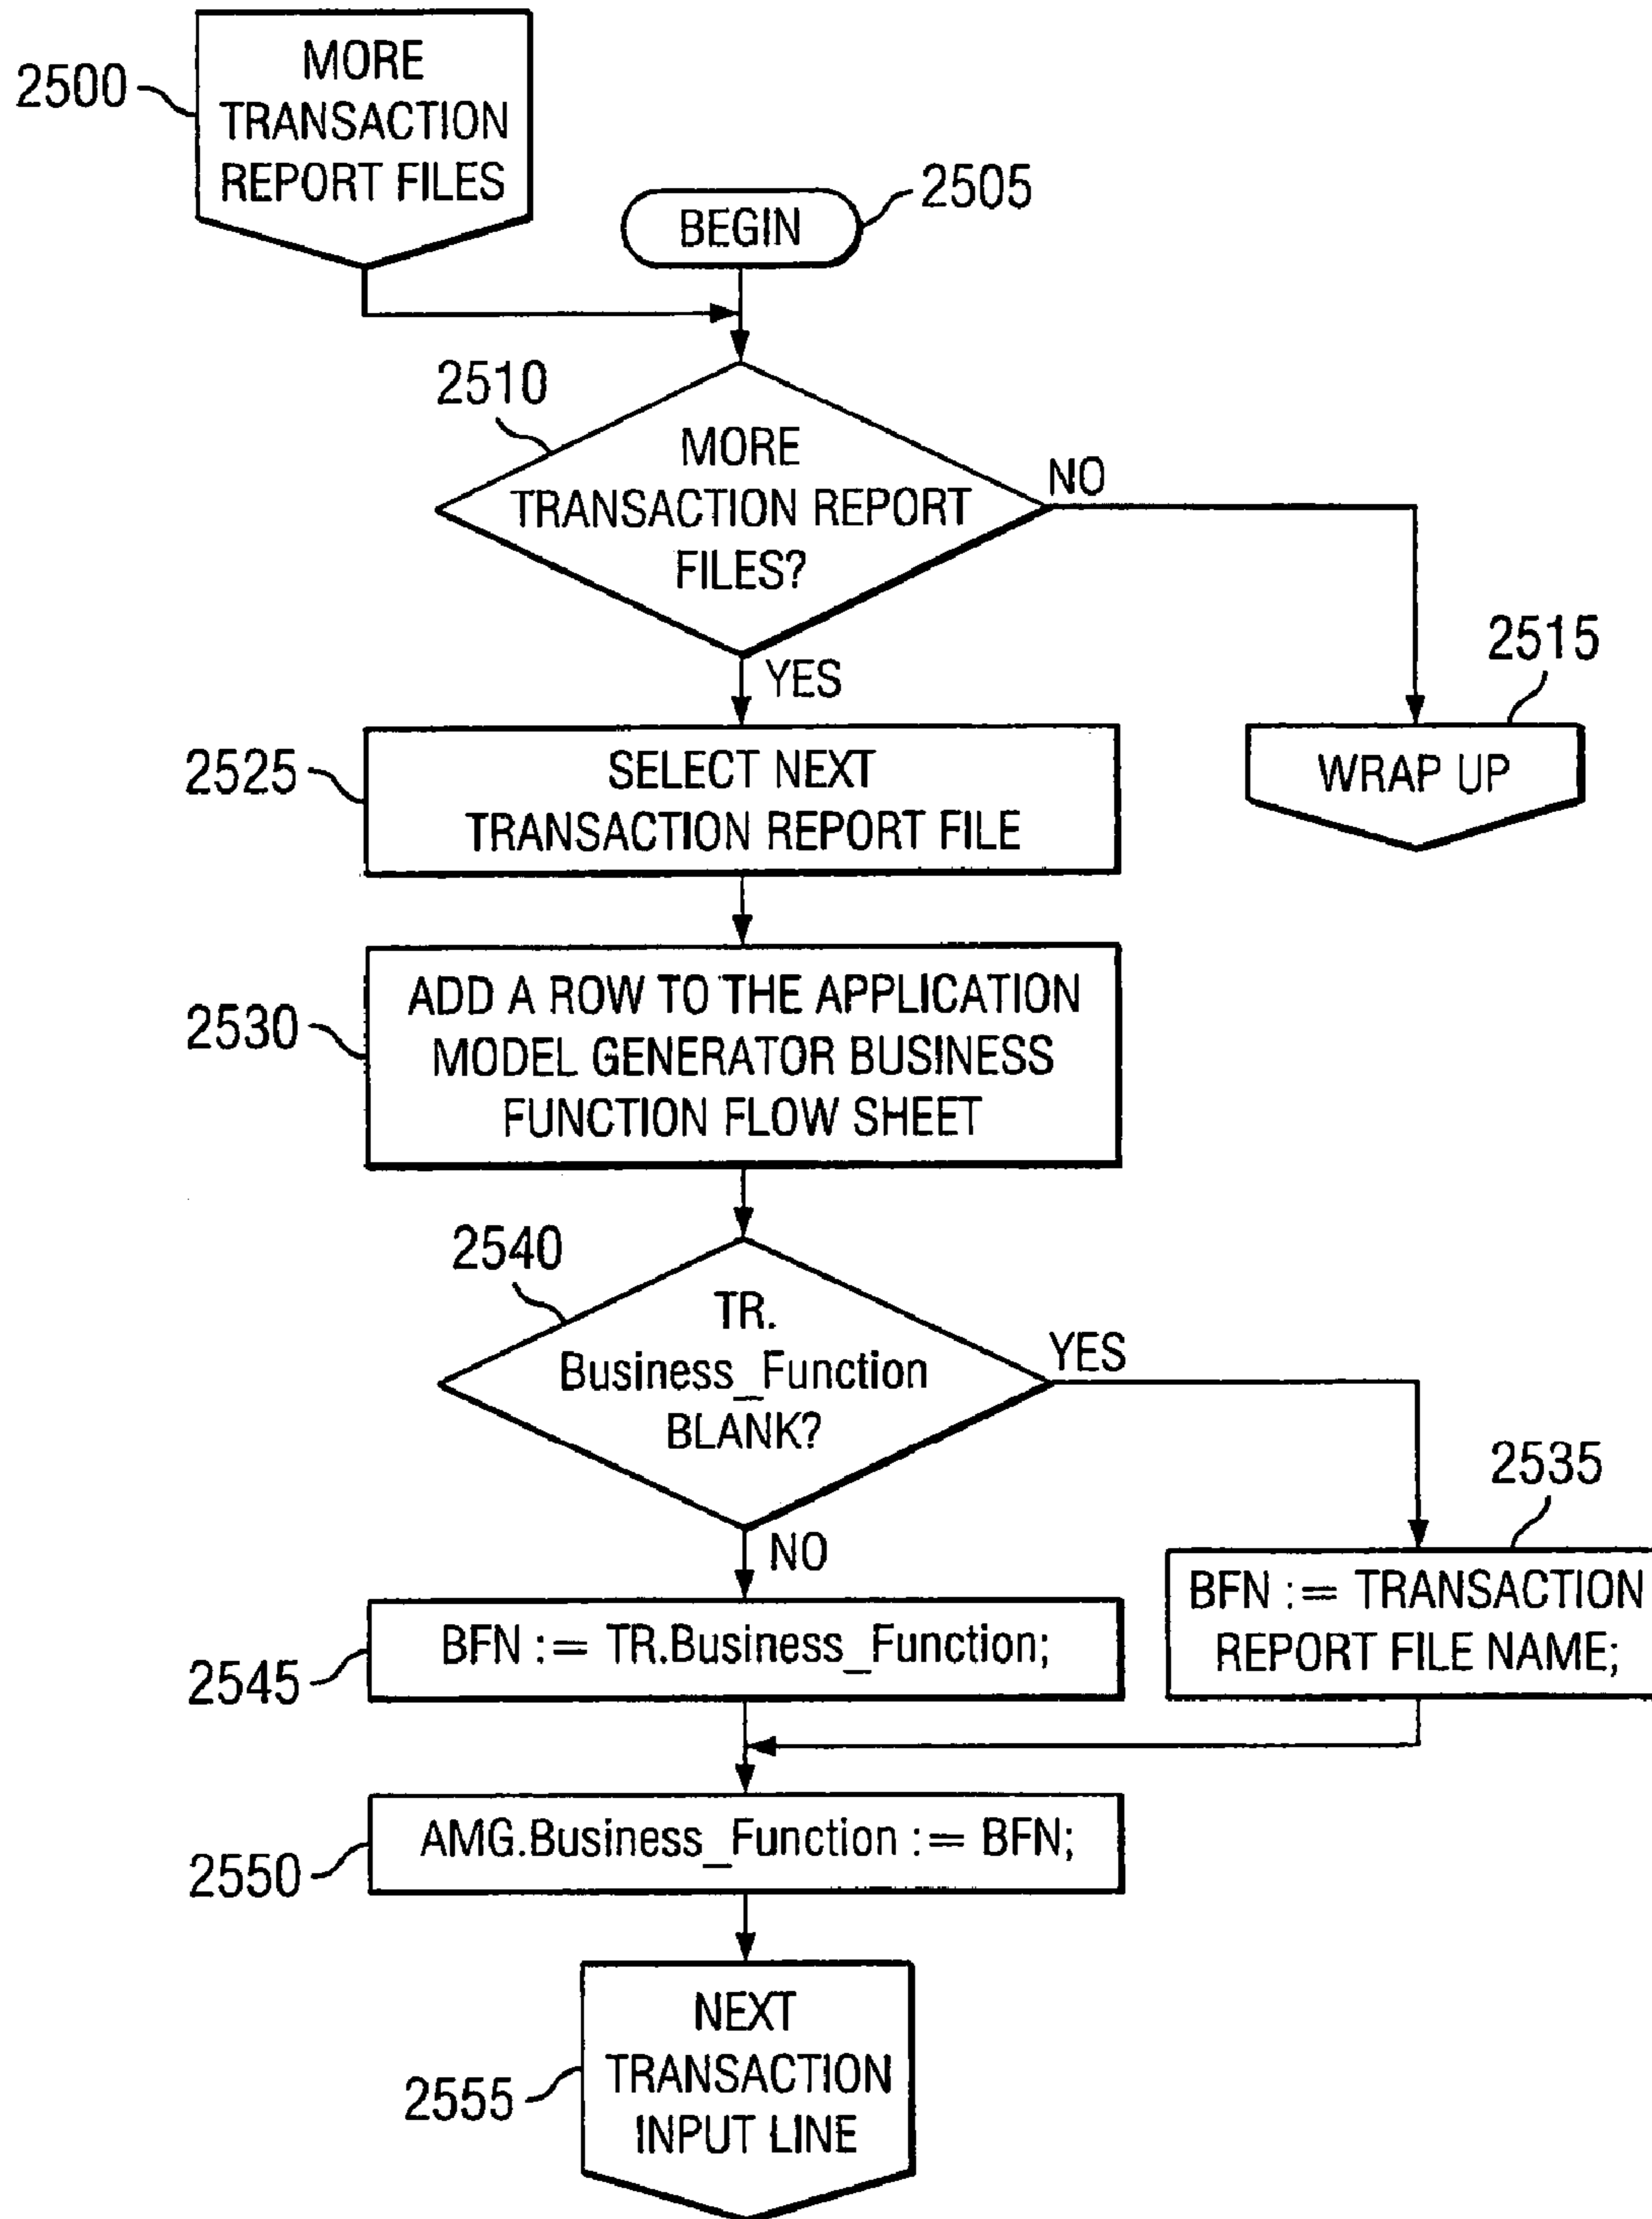 2500
MORE
TRANSACTION
REPORT FILES
BEGIN
2505
2510
MORE
TRANSACTION REPORT
FILES?
NO
YES
2515
WRAP UP
2525
SELECT NEXT
TRANSACTION REPORT FILE
2530
ADD A ROW TO THE APPLICATION
MODEL GENERATOR BUSINESS
FUNCTION FLOW SHEET
2540
TR.
Business_Function
BLANK?
YES
NO
2535
BFN := TRANSACTION
REPORT FILE NAME;
2545
BFN := TR.Business_Function;
2550
AMG.Business_Function := BFN;
2555
NEXT
TRANSACTION
INPUT LINE